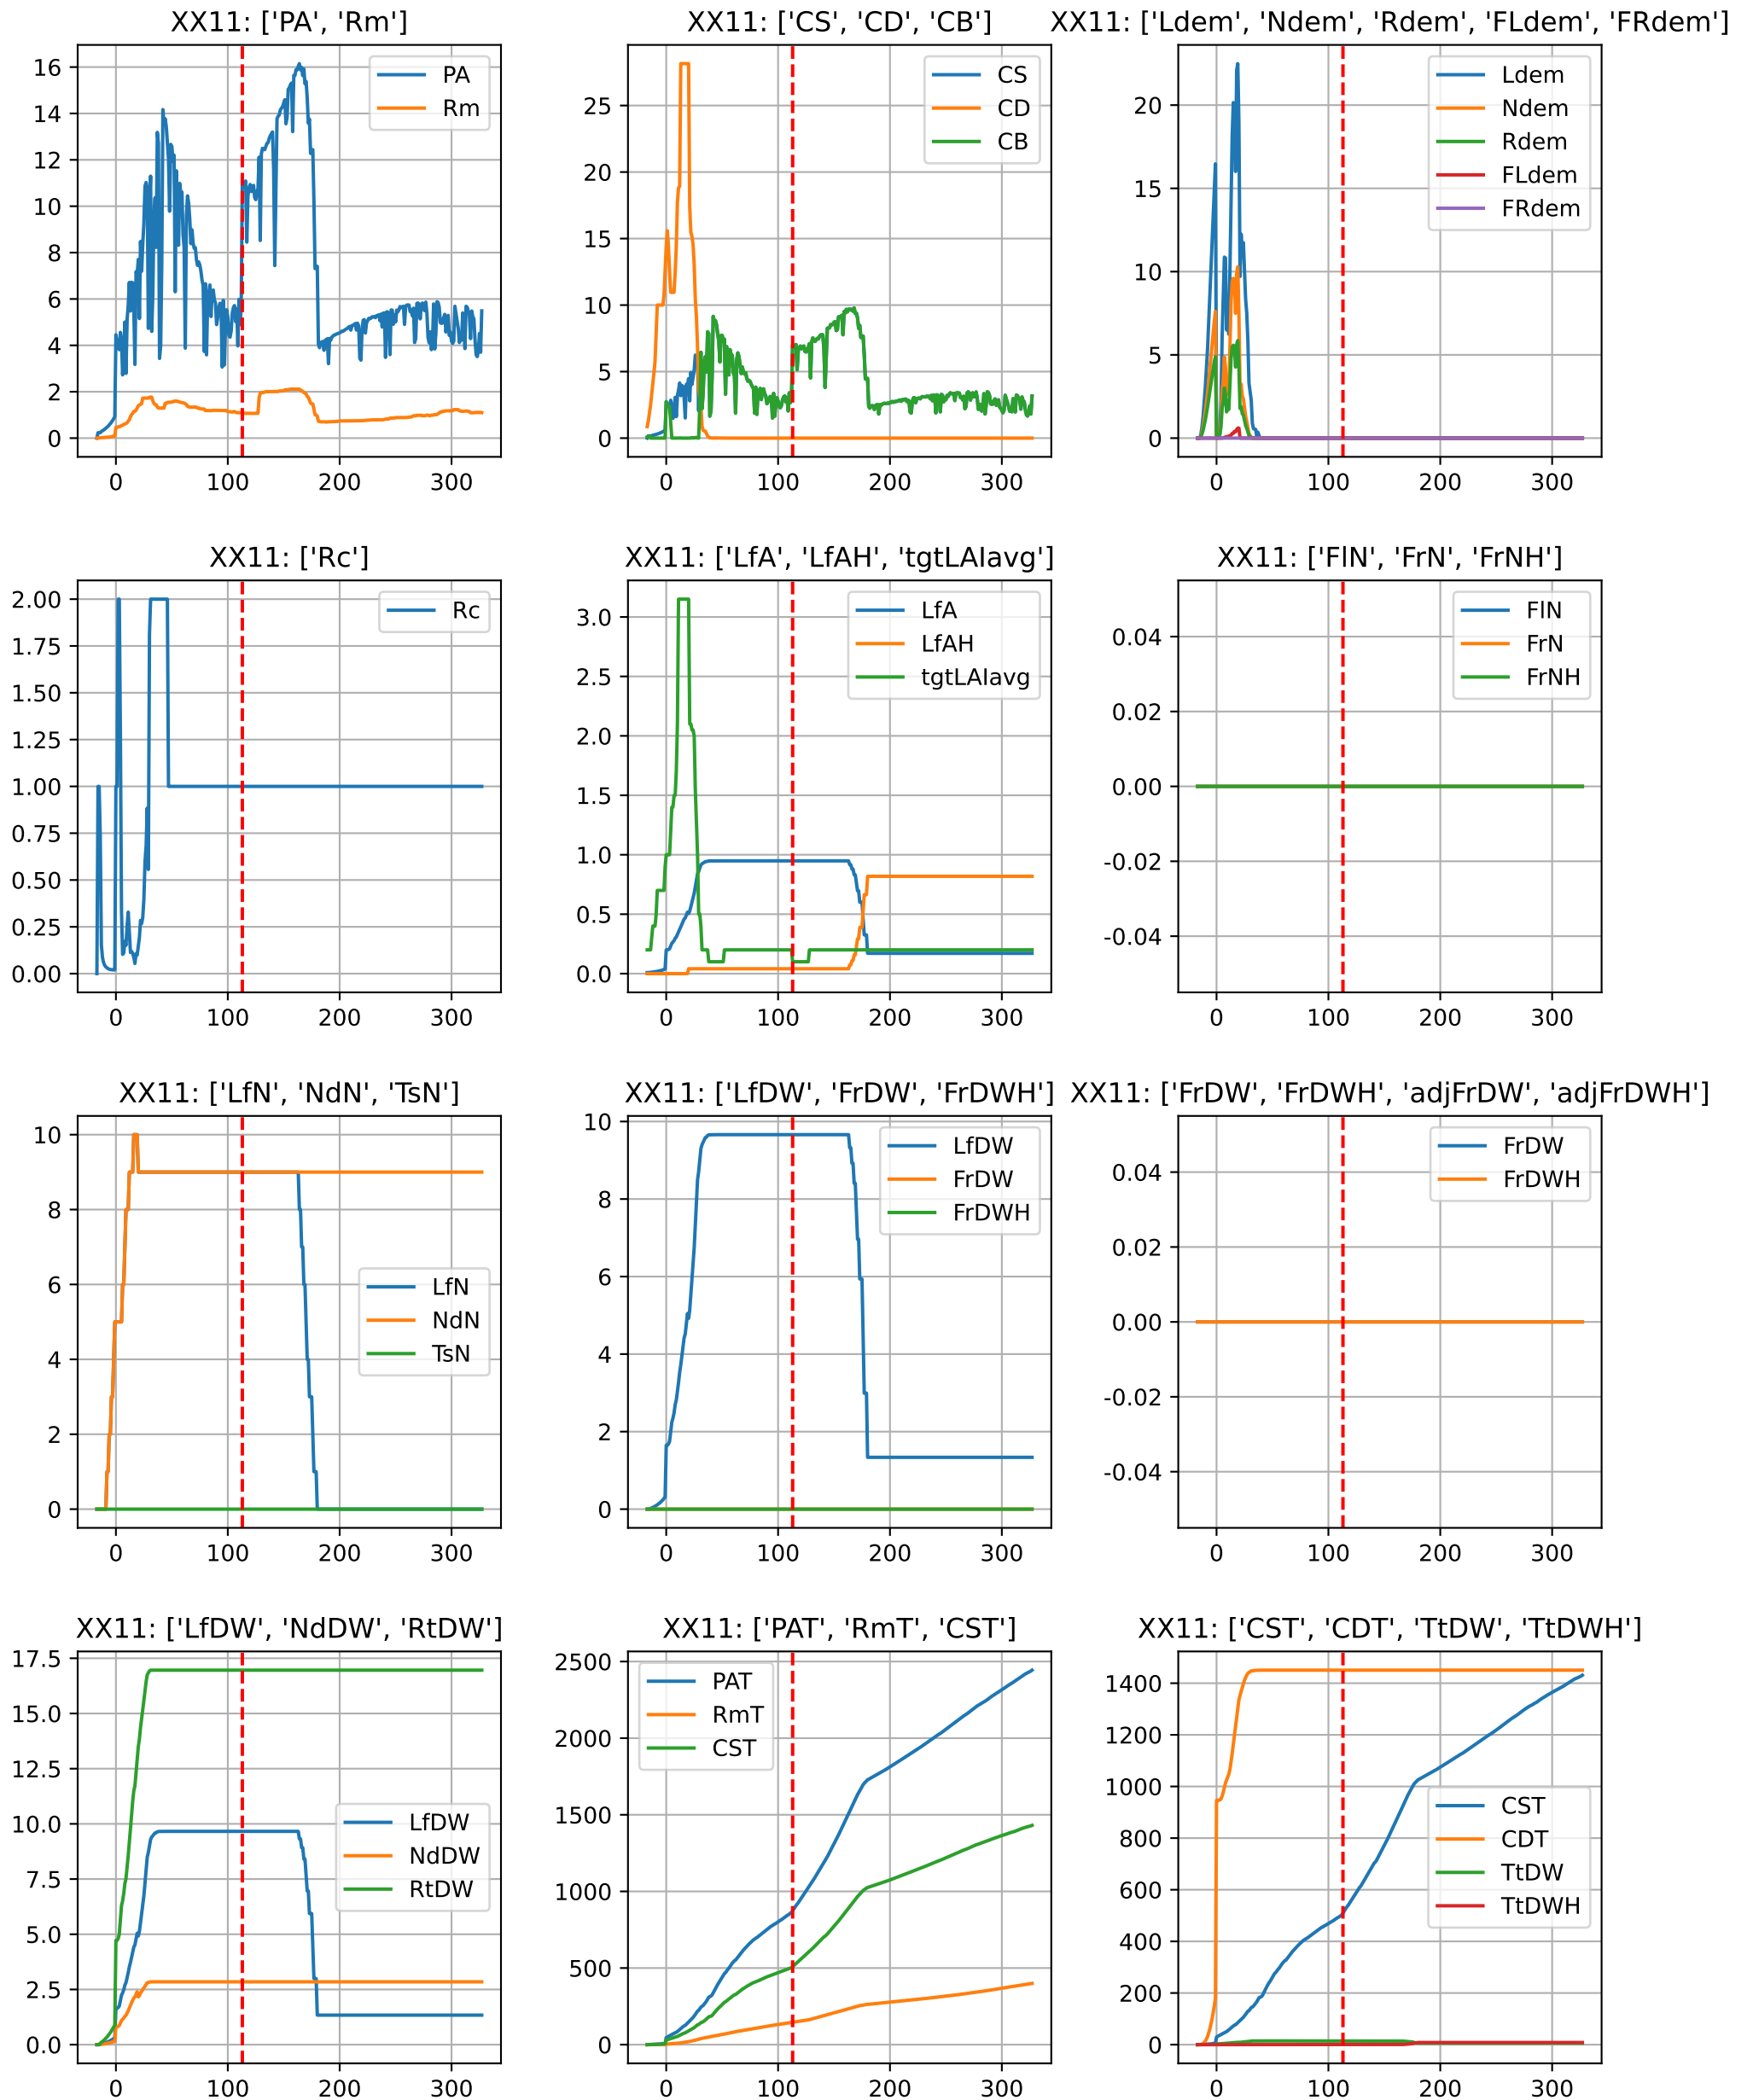 XX11: ['PA', 'Rm']
16
14
12
10
8
6
4
2
0
0 100 200 300
PA
Rm
XX11: ['CS', 'CD', 'CB']
25
20
15
10
5
0
0 100 200 300
CS
CD
CB
XX11: ['Ldem', 'Ndem', 'Rdem', 'FLdem', 'FRdem']
20
15
10
5
0
0 100 200 300
Ldem
Ndem
Rdem
FLdem
FRdem
XX11: ['Rc']
2.00
1.75
1.50
1.25
1.00
0.75
0.50
0.25
0.00
0 100 200 300
Rc
XX11: ['LfA', 'LfAH', 'tgtLAIavg']
3.0
2.5
2.0
1.5
1.0
0.5
0.0
0 100 200 300
LfA
LfAH
tgtLAIavg
XX11: ['FlN', 'FrN', 'FrNH']
0.04
0.02
0.00
-0.02
-0.04
0 100 200 300
FlN
FrN
FrNH
XX11: ['LfN', 'NdN', 'TsN']
10
8
6
4
2
0
0 100 200 300
LfN
NdN
TsN
XX11: ['LfDW', 'FrDW', 'FrDWH']
10
8
6
4
2
0
0 100 200 300
LfDW
FrDW
FrDWH
XX11: ['FrDW', 'FrDWH', 'adjFrDW', 'adjFrDWH']
0.04
0.02
0.00
-0.02
-0.04
0 100 200 300
FrDW
FrDWH
XX11: ['LfDW', 'NdDW', 'RtDW']
17.5
15.0
12.5
10.0
7.5
5.0
2.5
0.0
0 100 200 300
LfDW
NdDW
RtDW
XX11: ['PAT', 'RmT', 'CST']
2500
2000
1500
1000
500
0
0 100 200 300
PAT
RmT
CST
XX11: ['CST', 'CDT', 'TtDW', 'TtDWH']
1400
1200
1000
800
600
400
200
0
0 100 200 300
CST
CDT
TtDW
TtDWH